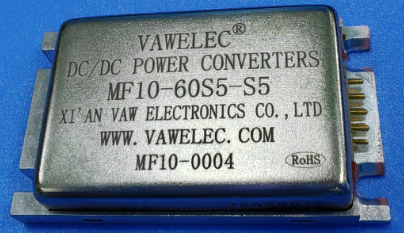 VAWELEC®
DC/DC POWER CONVERTERS
MF10-60S5-S5
XI'AN VAW ELECTRONICS CO.,LTD
WWW.VAWELEC.COM
MF10-0004
RoHS